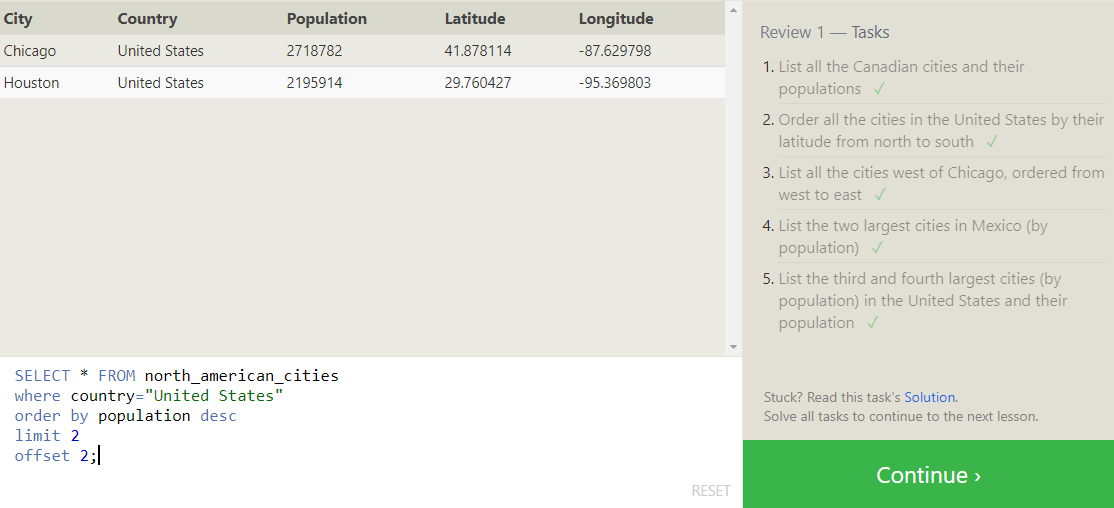 City Country Population Latitude Longitude
Chicago United States 2718782 41.878114 -87.629798
Houston United States 2195914 29.760427 -95.369803
SELECT * FROM north_american_cities
where country="United States"
order by population desc
limit 2
offset 2;
RESET
Review 1 — Tasks
1. List all the Canadian cities and their
populations ✓
2. Order all the cities in the United States by their
latitude from north to south ✓
3. List all the cities west of Chicago, ordered from
west to east ✓
4. List the two largest cities in Mexico (by
population) ✓
5. List the third and fourth largest cities (by
population) in the United States and their
population ✓
Stuck? Read this task's Solution.
Solve all tasks to continue to the next lesson.
Continue ›